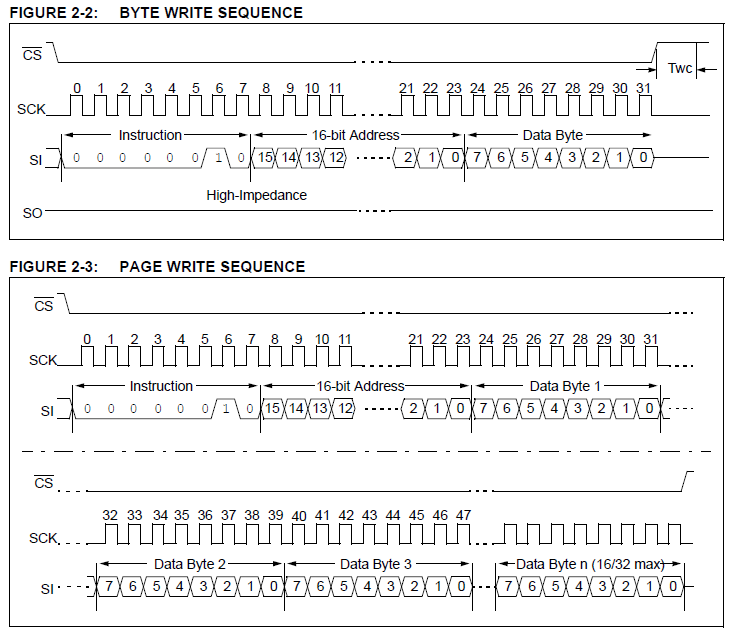 FIGURE 2-2: BYTE WRITE SEQUENCE
CS
Twc
0 1 2 3 4 5 6 7 8 9 10 11 21 22 23 24 25 26 27 28 29 30 31
SCK
Instruction 16-bit Address Data Byte
SI 0 0 0 0 0 0 1 0 15 14 13 12 2 1 0 7 6 5 4 3 2 1 0
High-Impedance
SO
FIGURE 2-3: PAGE WRITE SEQUENCE
CS
0 1 2 3 4 5 6 7 8 9 10 11 21 22 23 24 25 26 27 28 29 30 31
SCK
Instruction 16-bit Address Data Byte 1
SI 0 0 0 0 0 0 1 0 15 14 13 12 2 1 0 7 6 5 4 3 2 1 0
CS
32 33 34 35 36 37 38 39 40 41 42 43 44 45 46 47
SCK
Data Byte 2 Data Byte 3 Data Byte n (16/32 max)
SI 7 6 5 4 3 2 1 0 7 6 5 4 3 2 1 0 7 6 5 4 3 2 1 0